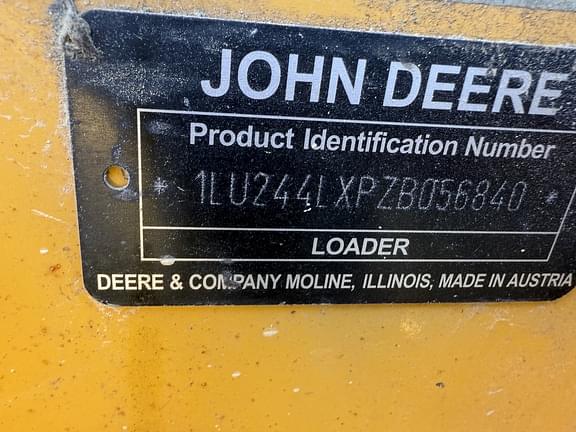 JOHN DEERE
Product Identification Number
* 1LU244LXPZB056840 *
LOADER
DEERE & COMPANY MOLINE, ILLINOIS, MADE IN AUSTRIA